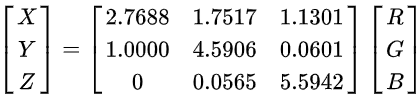 [X] = [2.7688 1.7517 1.1301] [R]
[Y] = [1.0000 4.5906 0.0601] [G]
[Z] = [0 0.0565 5.5942] [B]